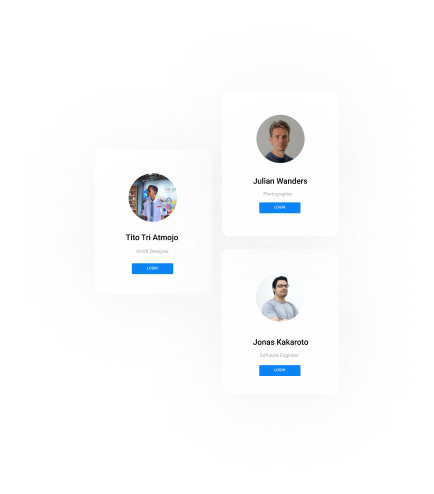 Julian Wanders
Photographer
LOGIN
Tito Tri Atmojo
UI/UX Designer
LOGIN
Jonas Kakaroto
Software Engineer
LOGIN